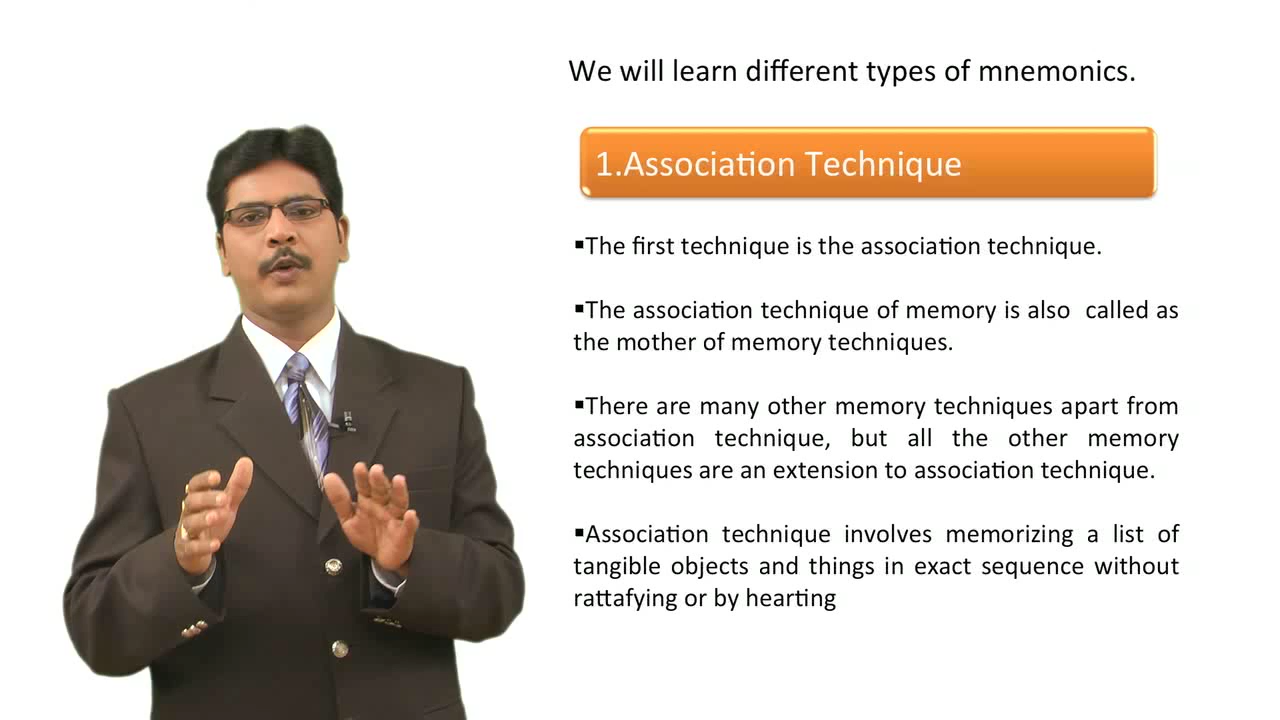 We will learn different types of mnemonics.
1.Association Technique
▪The first technique is the association technique.
▪The association technique of memory is also  called as
the mother of memory techniques.
▪There are many other memory techniques apart from
association technique, but all the other memory
techniques are an extension to association technique.
▪Association technique involves memorizing a list of
tangible objects and things in exact sequence without
rattafying or by hearting